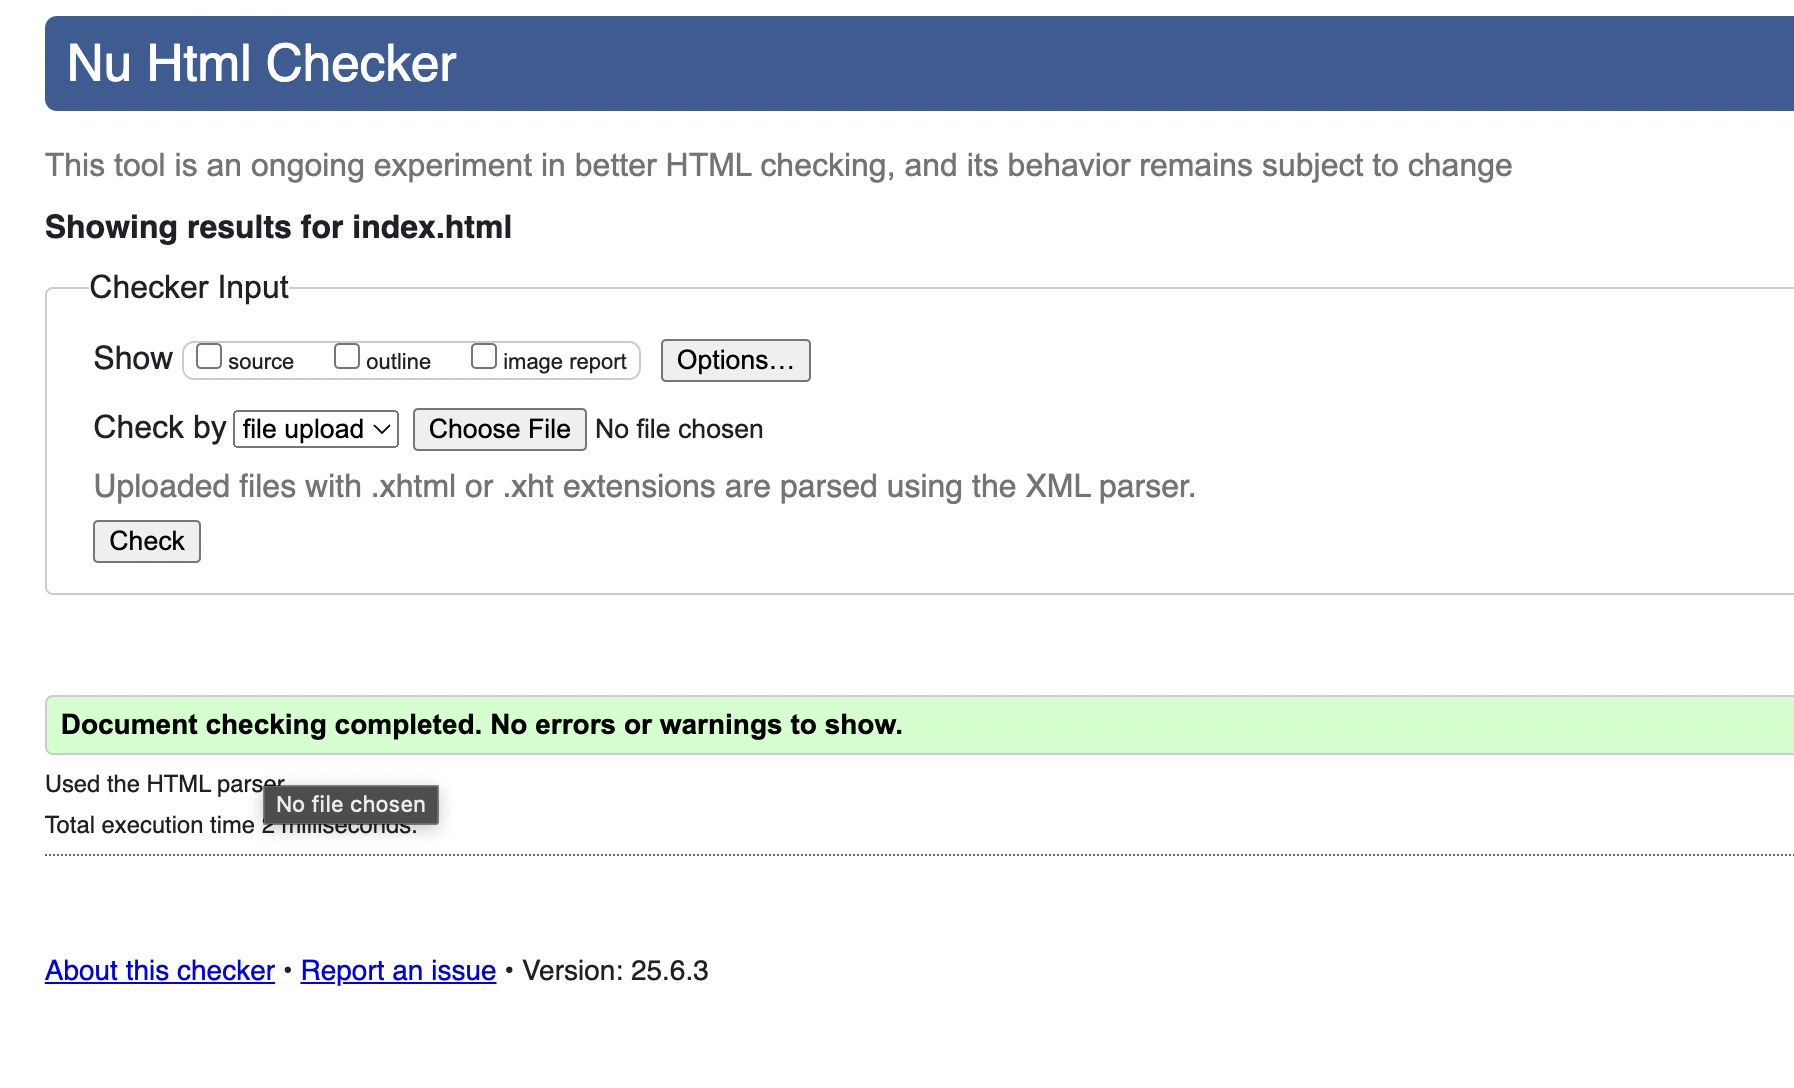 Nu Html Checker
This tool is an ongoing experiment in better HTML checking, and its behavior remains subject to change
Showing results for index.html
Checker Input
Show source outline image report Options...
Check by file upload Choose File No file chosen
Uploaded files with .xhtml or .xht extensions are parsed using the XML parser.
Check
Document checking completed. No errors or warnings to show.
Used the HTML parser.
No file chosen
Total execution time 2 milliseconds.
About this checker • Report an issue • Version: 25.6.3